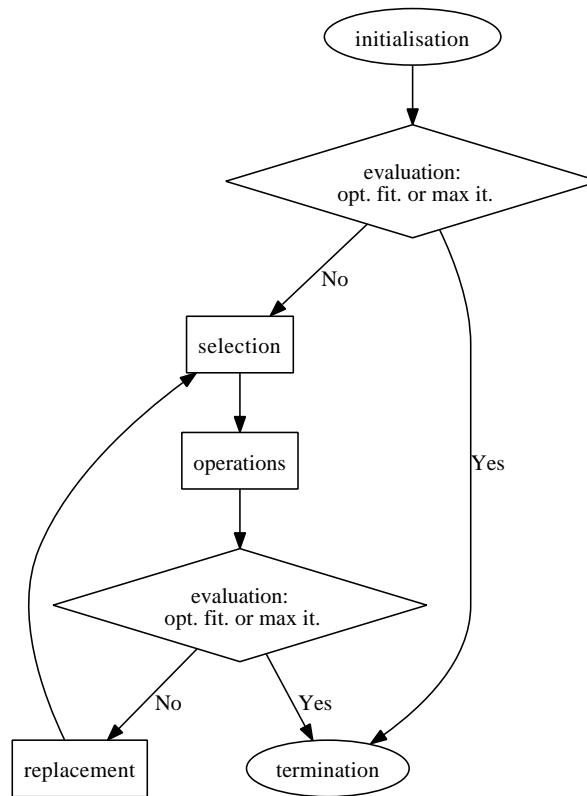 initialisation
evaluation:
opt. fit. or max it.
No
selection
operations
Yes
evaluation:
opt. fit. or max it.
No
Yes
replacement
termination